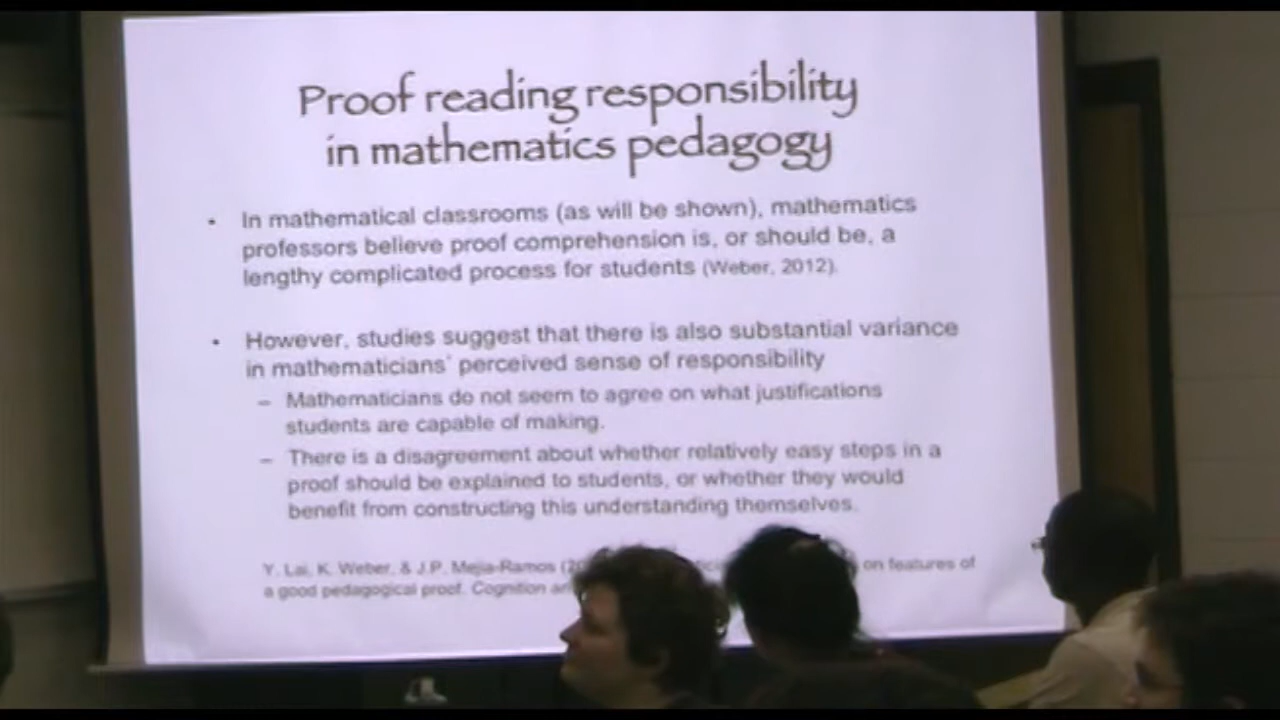 Proof reading responsibility
in mathematics pedagogy
• In mathematical classrooms (as will be shown), mathematics
professors believe proof comprehension is, or should be, a
lengthy complicated process for students (Weber, 2012).
• However, studies suggest that there is also substantial variance
in mathematicians' perceived sense of responsibility
– Mathematicians do not seem to agree on what justifications
students are capable of making.
– There is a disagreement about whether relatively easy steps in a
proof should be explained to students, or whether they would
benefit from constructing this understanding themselves.
Y. Lai, K. Weber, & J.P. Mejia-Ramos on features of
a good pedagogical proof. Cognition